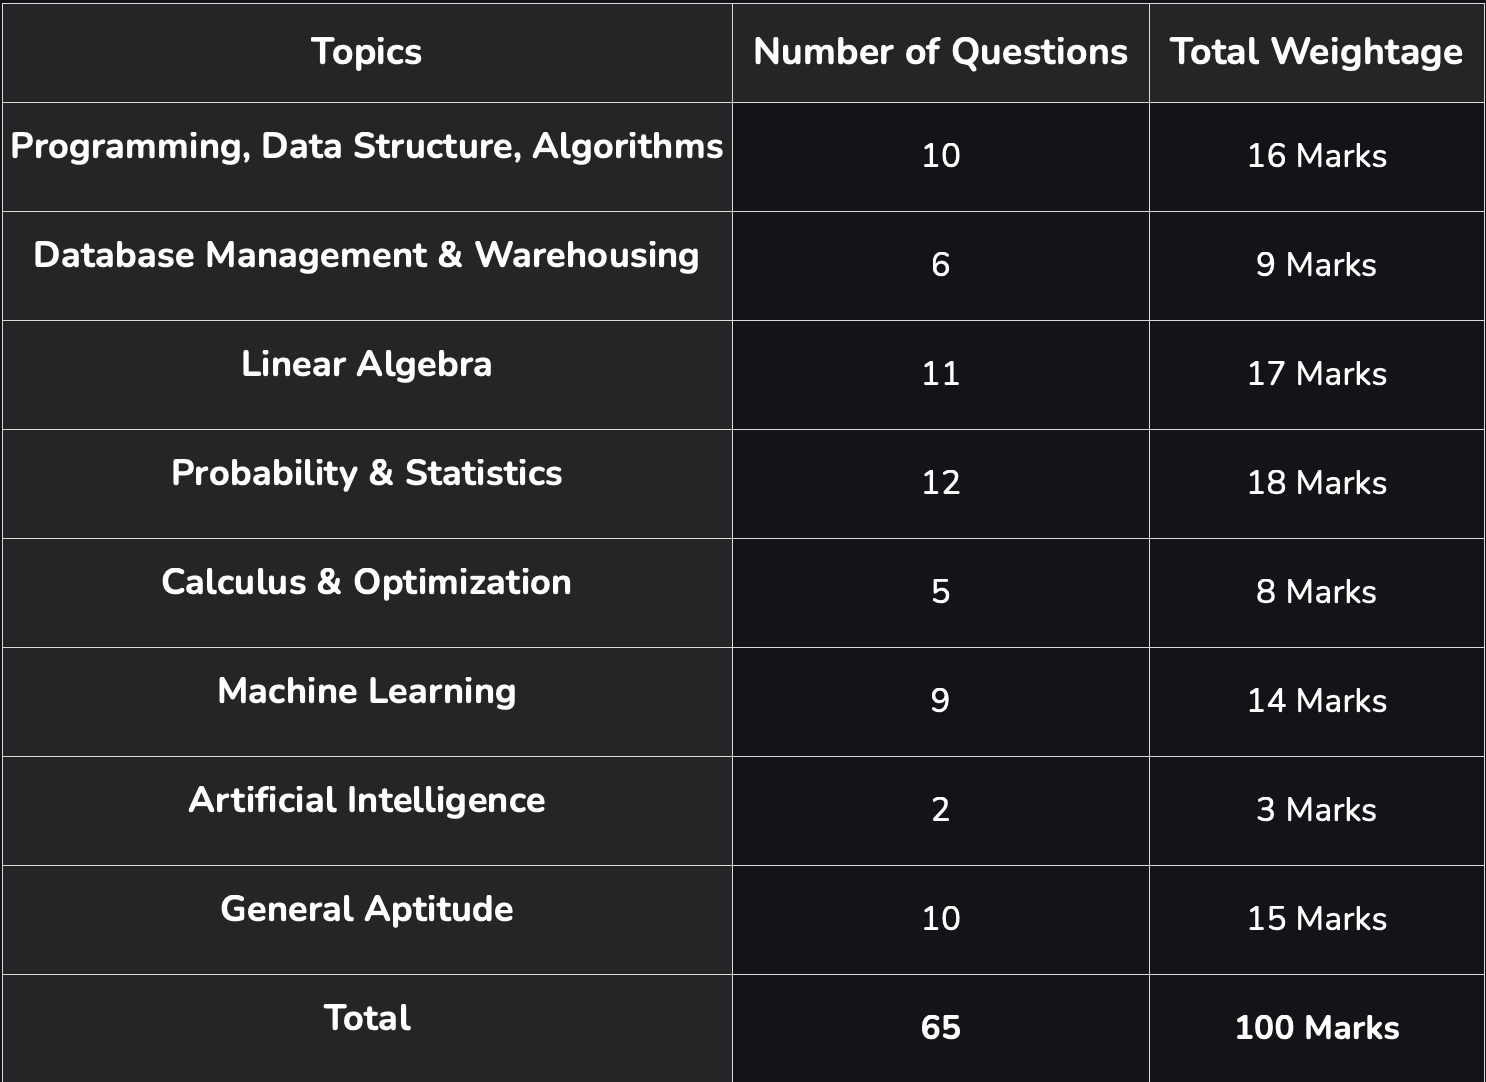 Topics Number of Questions Total Weightage
Programming, Data Structure, Algorithms 10 16 Marks
Database Management & Warehousing 6 9 Marks
Linear Algebra 11 17 Marks
Probability & Statistics 12 18 Marks
Calculus & Optimization 5 8 Marks
Machine Learning 9 14 Marks
Artificial Intelligence 2 3 Marks
General Aptitude 10 15 Marks
Total 65 100 Marks